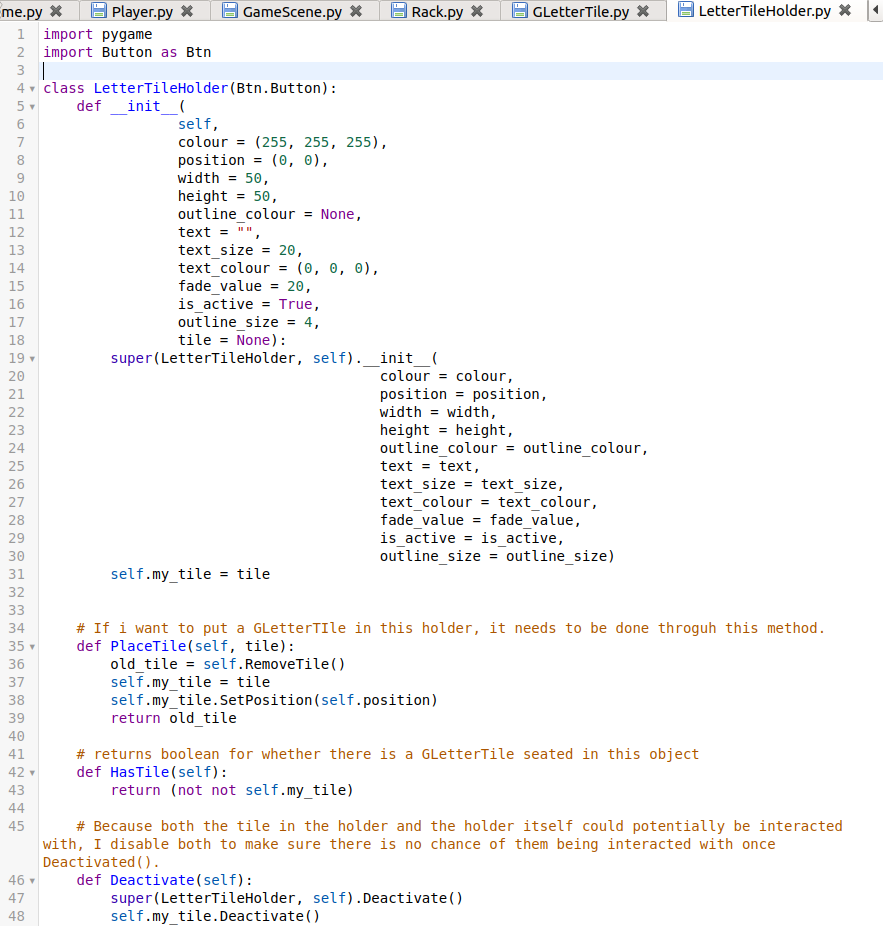 me.py Player.py GameScene.py Rack.py GLetterTile.py LetterTileHolder.py
1 import pygame
2 import Button as Btn
3
4 class LetterTileHolder(Btn.Button):
5     def __init__(
6                 self,
7                 colour = (255, 255, 255),
8                 position = (0, 0),
9                 width = 50,
10                 height = 50,
11                 outline_colour = None,
12                 text = "",
13                 text_size = 20,
14                 text_colour = (0, 0, 0),
15                 fade_value = 20,
16                 is_active = True,
17                 outline_size = 4,
18                 tile = None):
19         super(LetterTileHolder, self).__init__(
20                                         colour = colour,
21                                         position = position,
22                                         width = width,
23                                         height = height,
24                                         outline_colour = outline_colour,
25                                         text = text,
26                                         text_size = text_size,
27                                         text_colour = text_colour,
28                                         fade_value = fade_value,
29                                         is_active = is_active,
30                                         outline_size = outline_size)
31         self.my_tile = tile
32
33
34     # If i want to put a GLetterTIle in this holder, it needs to be done throguh this method.
35     def PlaceTile(self, tile):
36         old_tile = self.RemoveTile()
37         self.my_tile = tile
38         self.my_tile.SetPosition(self.position)
39         return old_tile
40
41     # returns boolean for whether there is a GLetterTile seated in this object
42     def HasTile(self):
43         return (not not self.my_tile)
44
45     # Because both the tile in the holder and the holder itself could potentially be interacted
with, I disable both to make sure there is no chance of them being interacted with once
Deactivated().
46     def Deactivate(self):
47         super(LetterTileHolder, self).Deactivate()
48         self.my_tile.Deactivate()